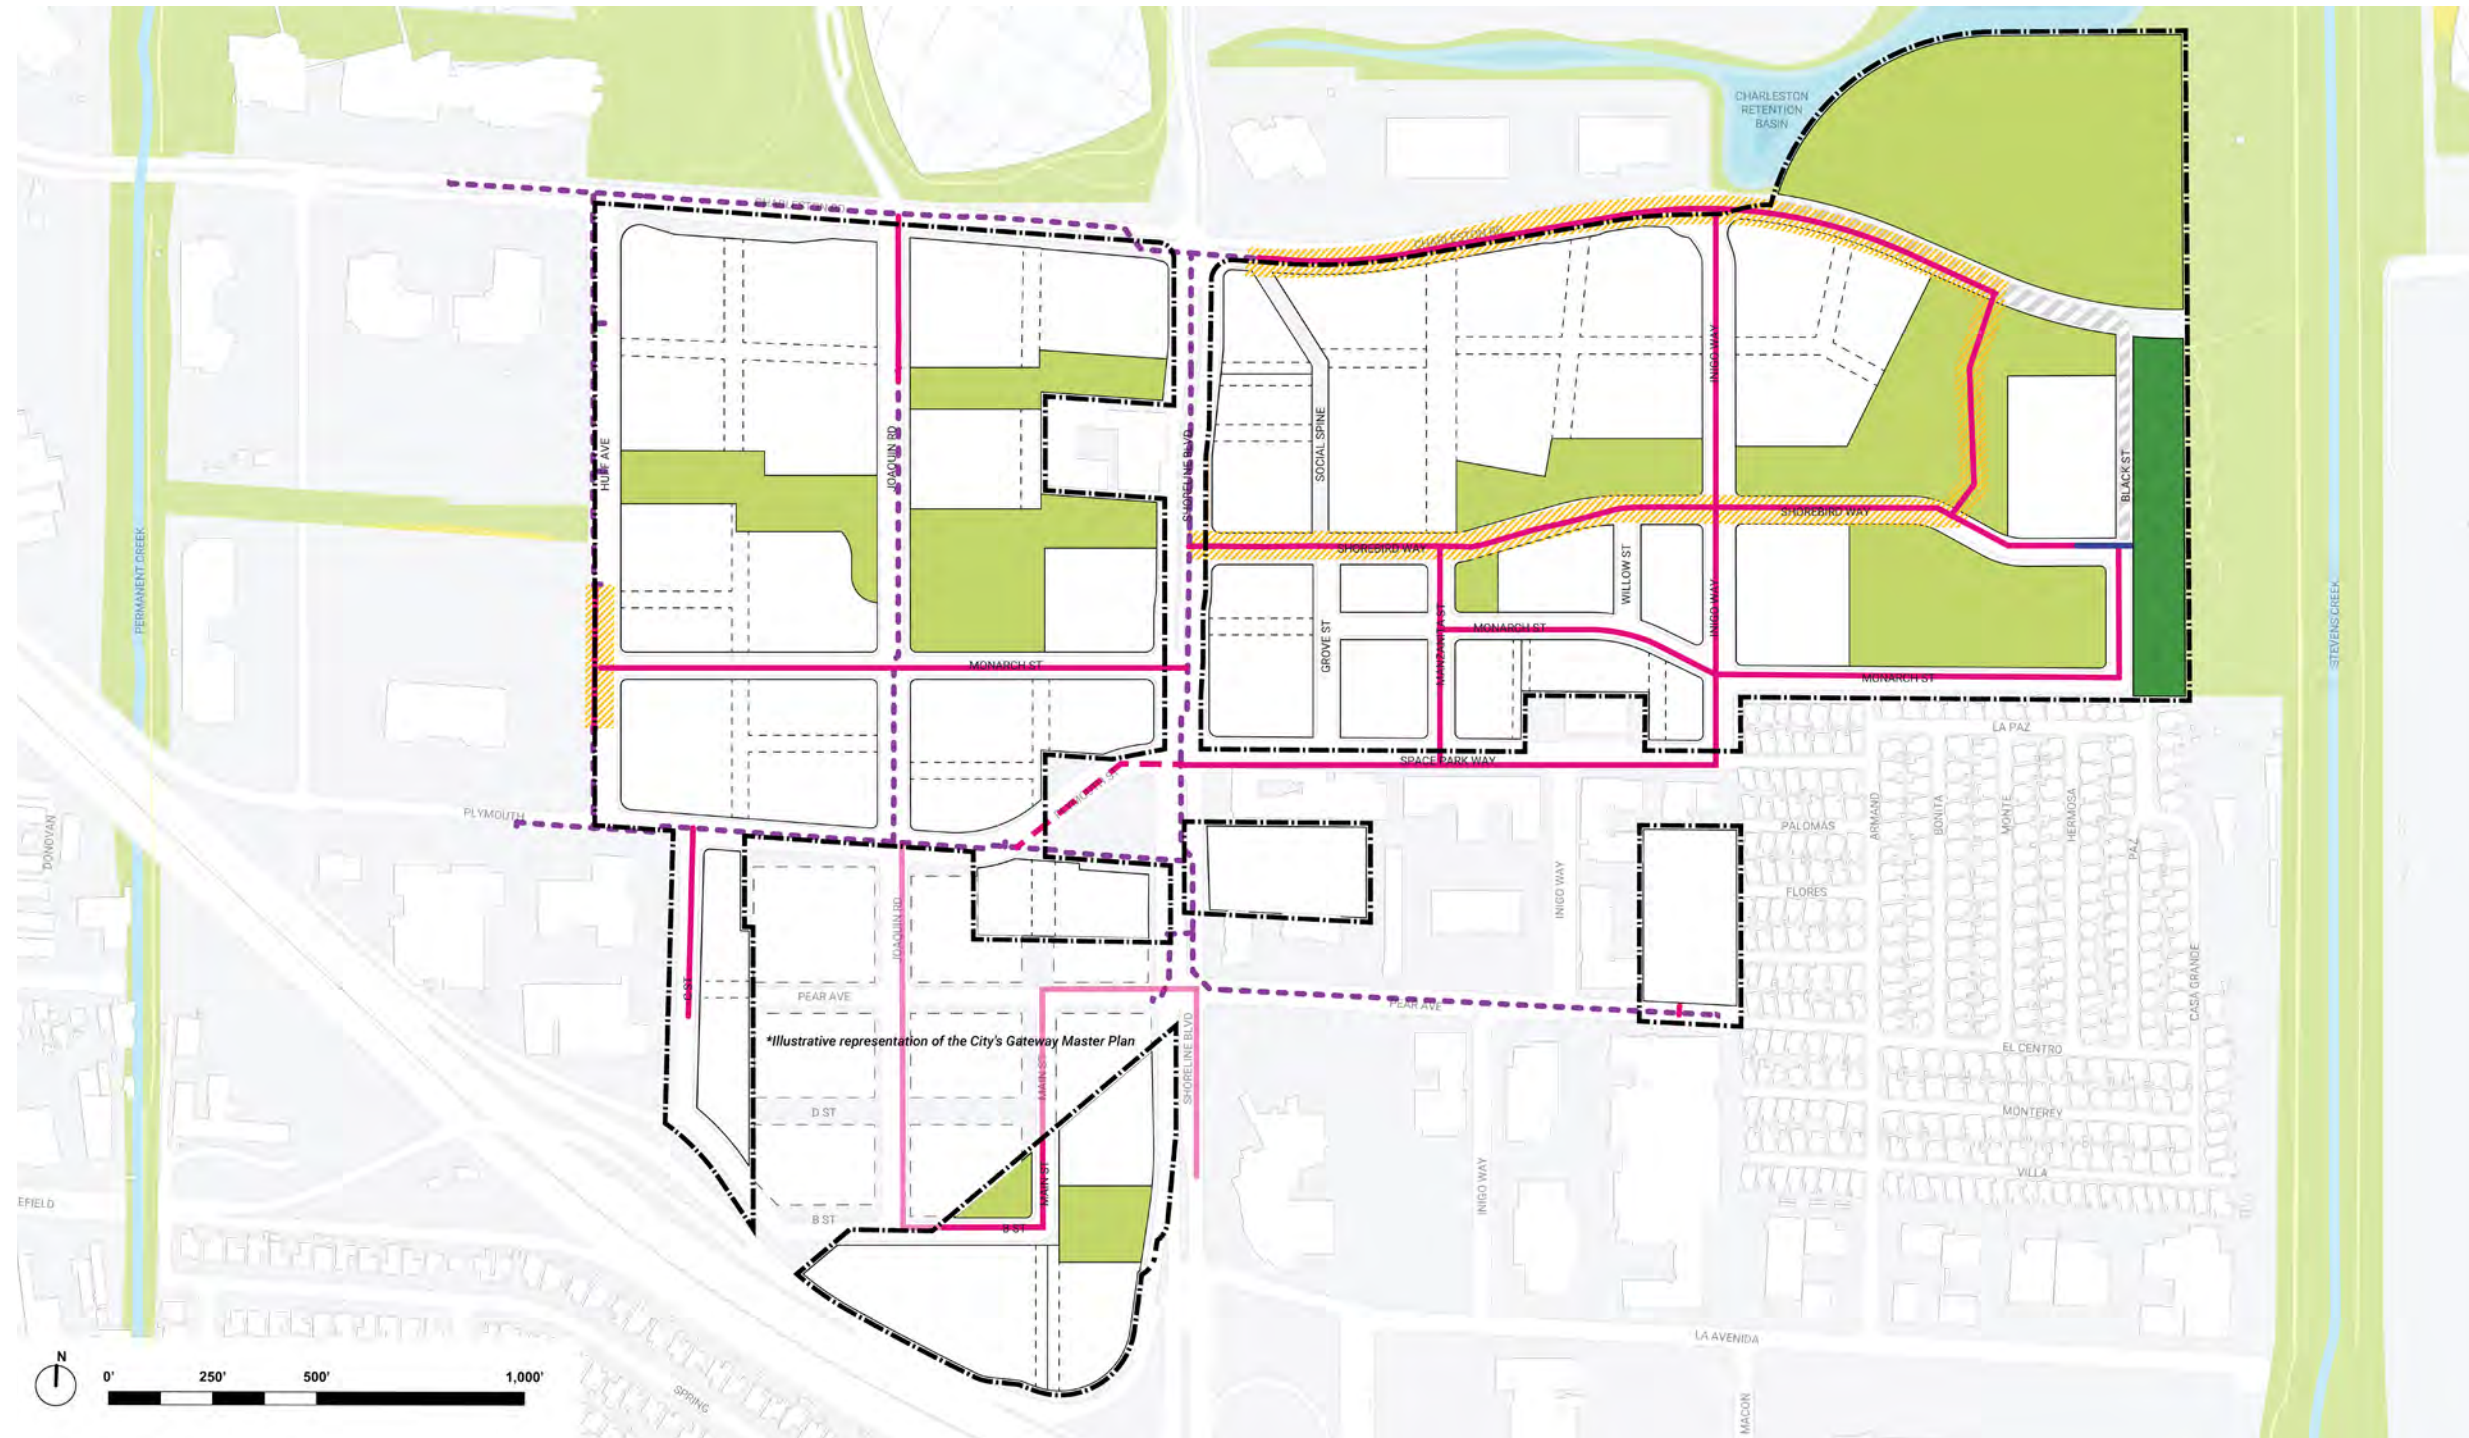 CHARLESTON
RETENTION
BASIN
CHARLESTON RD
CHARLESTON RD
HUFF AVE
JOAQUIN RD
SHORELINE BLVD
SOCIAL SPINE
INIGO WAY
BLACK ST
SHOREBIRD WAY
SHOREBIRD WAY
PERMANENT CREEK
STEVENS CREEK
WILLOW ST
GROVE ST
MANZANITA ST
INIGO WAY
MONARCH ST
MONARCH ST
MONARCH ST
SPACE PARK WAY
LA PAZ
PLYMOUTH
DONOVAN
PALOMAS
ARMAND
BONITA
MONTE
HERMOSA
PAZ
FLORES
INIGO WAY
JOAQUIN RD
C ST
PEAR AVE
PEAR AVE
CASA GRANDE
*Illustrative representation of the City's Gateway Master Plan
MAIN ST
SHORELINE BLVD
EL CENTRO
D ST
MONTEREY
MAIN ST
INIGO WAY
VILLA
EFIELD
B ST
B ST
LA AVENIDA
N
0' 250' 500' 1,000'
SPRING
MACON